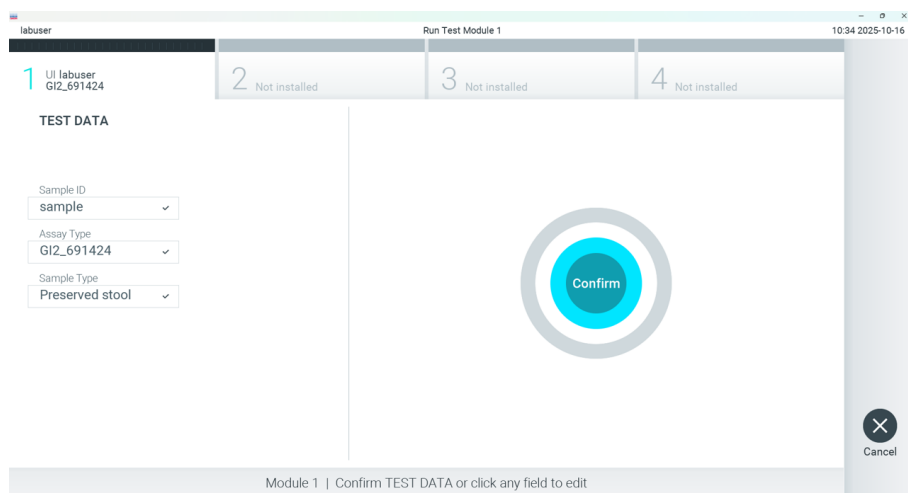 labuser Run Test Module 1 10:34 2025-10-16
1 UI labuser
GI2_691424
2 Not installed
3 Not installed
4 Not installed
TEST DATA
Sample ID
sample
Assay Type
GI2_691424
Sample Type
Preserved stool
Confirm
Cancel
Module 1 | Confirm TEST DATA or click any field to edit